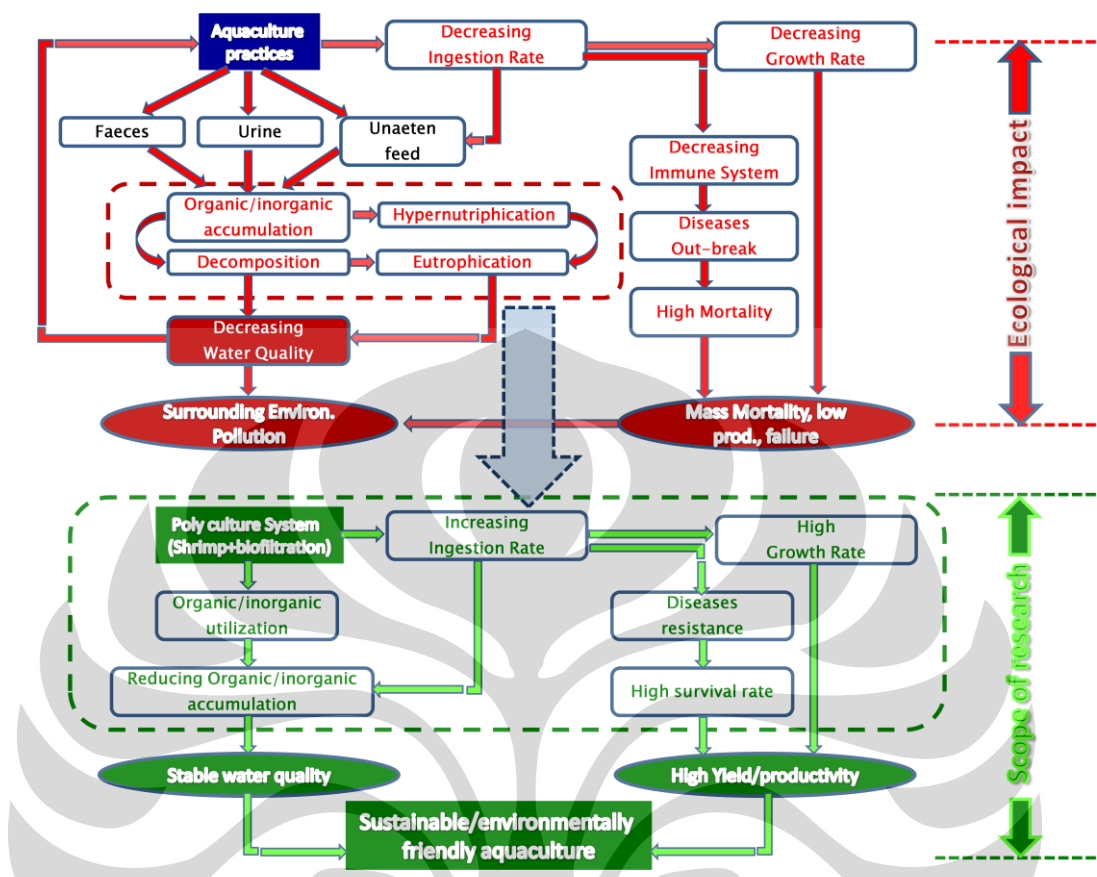 Aquaculture
practices
Decreasing
Ingestion Rate
Decreasing
Growth Rate
Faeces
Urine
Unaeten
feed
Decreasing
Immune System
Organic/inorganic
accumulation
Hypernutriphication
Diseases
Out-break
Decomposition
Eutrophication
High Mortality
Decreasing
Water Quality
Surrounding Environ.
Pollution
Mass Mortality, low
prod., failure
Ecological impact
Poly culture System
(Shrimp+biofiltration)
Increasing
Ingestion Rate
High
Growth Rate
Organic/inorganic
utilization
Diseases
resistance
Reducing Organic/inorganic
accumulation
High survival rate
Stable water quality
High Yield/productivity
Sustainable/environmentally
friendly aquaculture
Scope of research